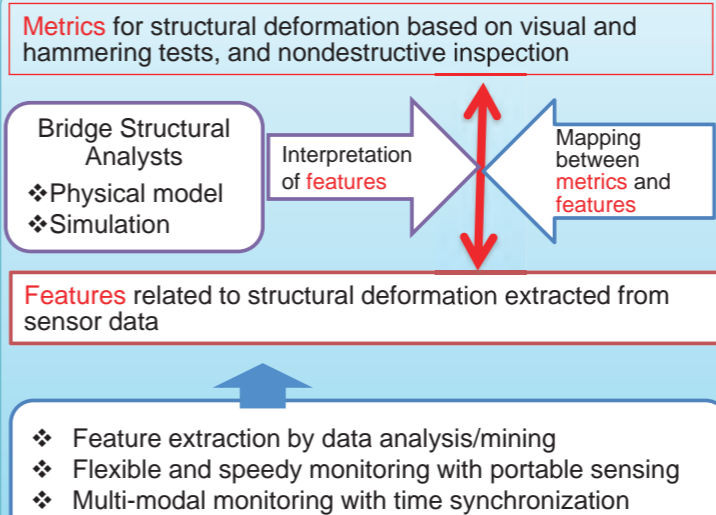 Metrics for structural deformation based on visual and
hammering tests, and nondestructive inspection
Bridge Structural
Analysts
❖Physical model
❖Simulation
Interpretation
of features
Mapping
between
metrics and
features
Features related to structural deformation extracted from
sensor data
❖ Feature extraction by data analysis/mining
❖ Flexible and speedy monitoring with portable sensing
❖ Multi-modal monitoring with time synchronization